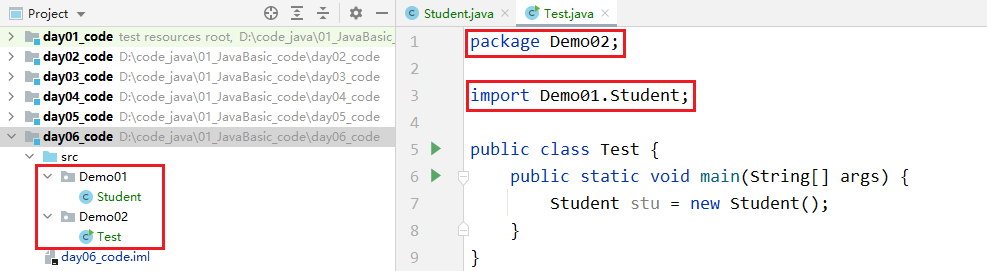 Project
day01_code test resources root, D:\code_java\01_JavaBasic_
day02_code D:\code_java\01_JavaBasic_code\day02_code
day03_code D:\code_java\01_JavaBasic_code\day03_code
day04_code D:\code_java\01_JavaBasic_code\day04_code
day05_code D:\code_java\01_JavaBasic_code\day05_code
day06_code D:\code_java\01_JavaBasic_code\day06_code
src
Demo01
Student
Demo02
Test
day06_code.iml
Student.java
Test.java
1 package Demo02;
2
3 import Demo01.Student;
4
5 public class Test {
6 public static void main(String[] args) {
7 Student stu = new Student();
8 }
9 }